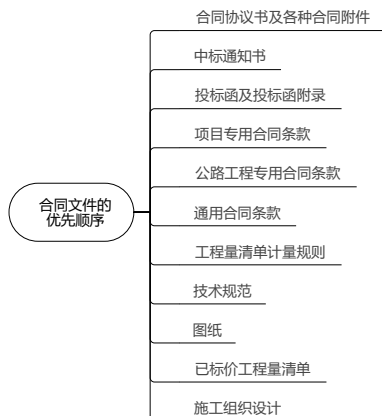 合同协议书及各种合同附件
中标通知书
投标函及投标函附录
项目专用合同条款
公路工程专用合同条款
合同文件的
优先顺序
通用合同条款
工程量清单计量规则
技术规范
图纸
已标价工程量清单
施工组织设计